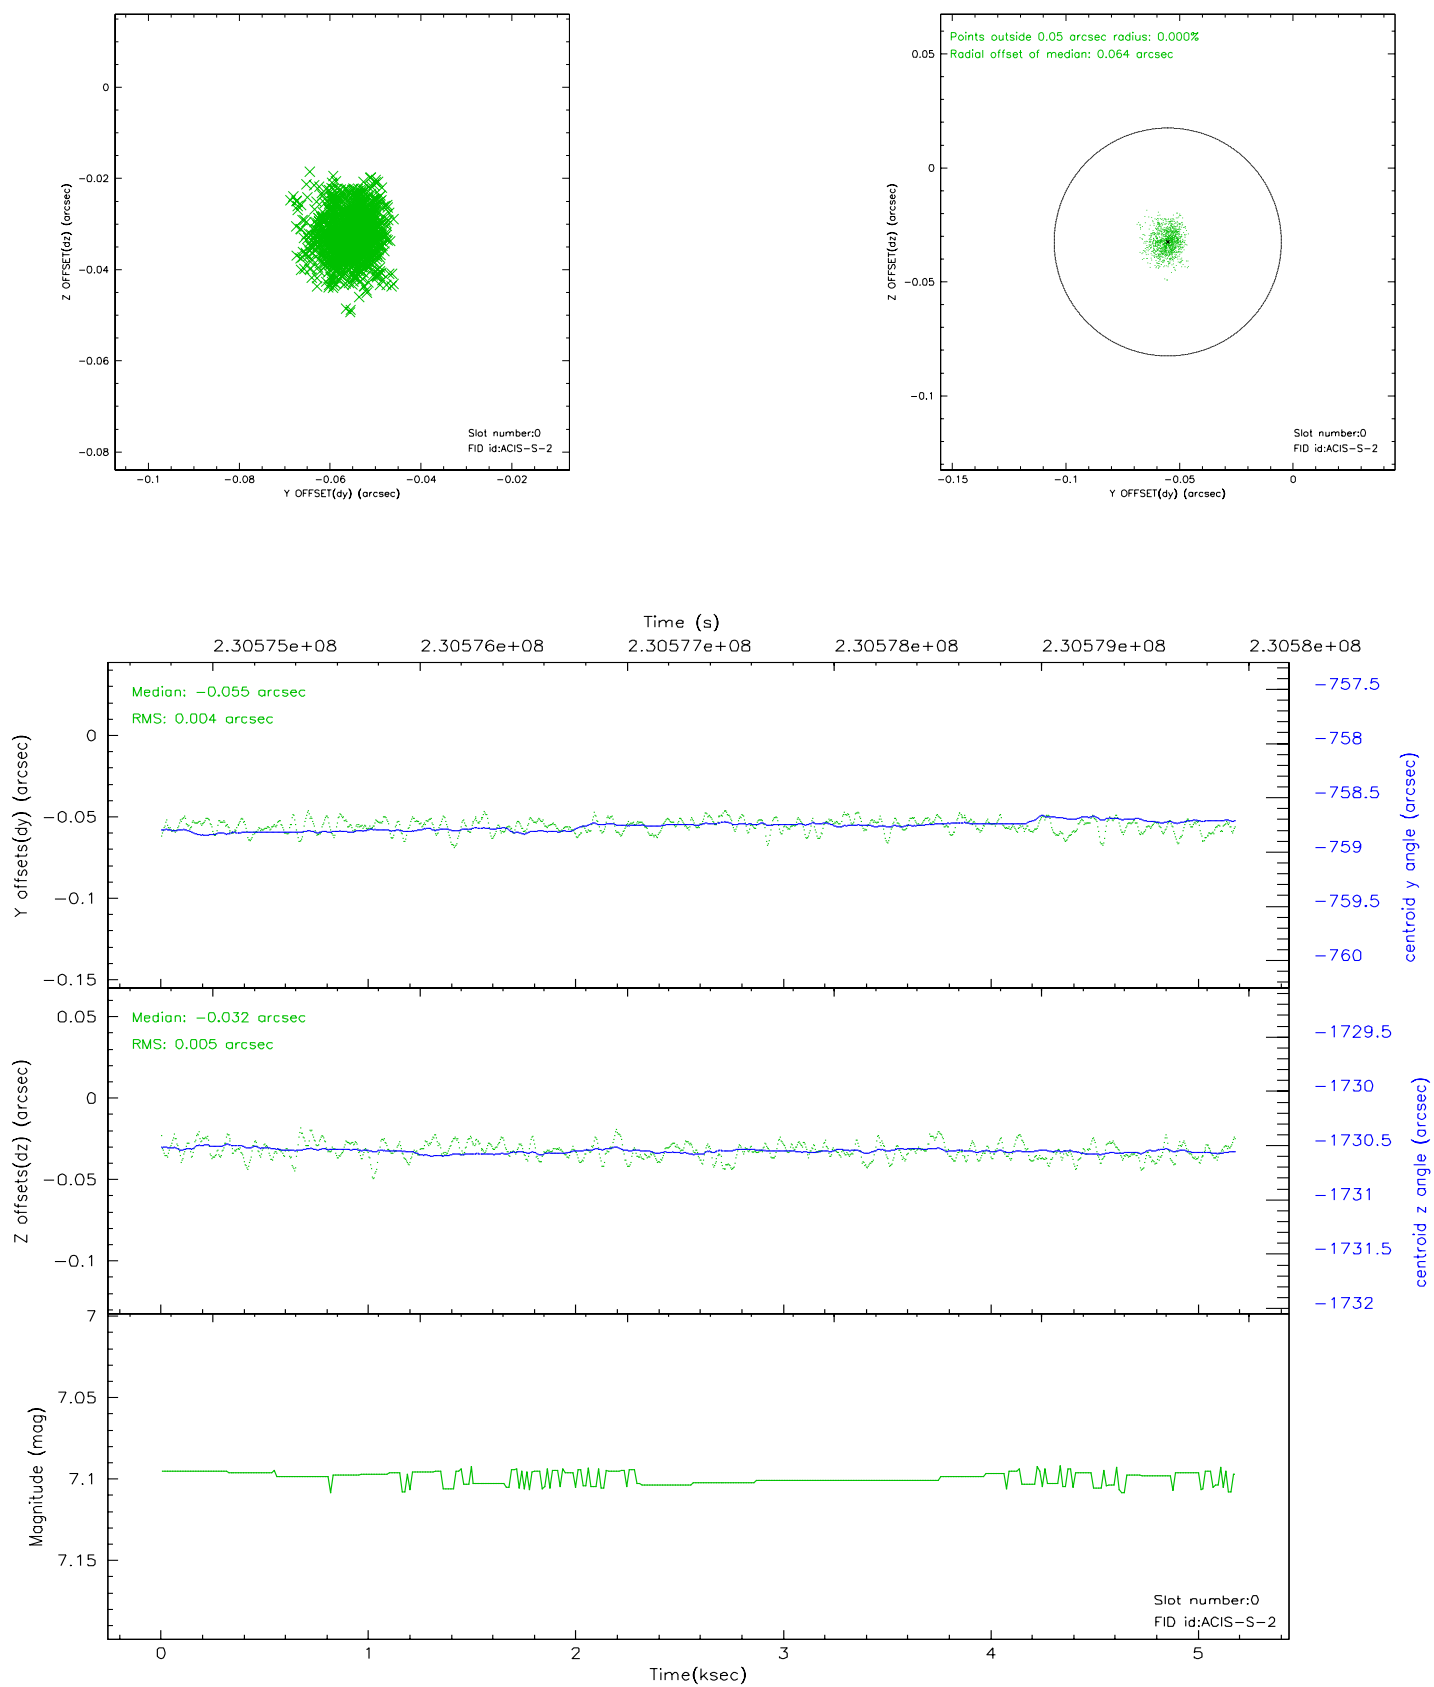 0
-0.02
-0.04
-0.06
-0.08
Z OFFSET(dz) (arcsec)
Slot number:0
FID id:ACIS-S-2
-0.1 -0.08 -0.06 -0.04 -0.02
Y OFFSET(dy) (arcsec)
Points outside 0.05 arcsec radius: 0.000%
Radial offset of median: 0.064 arcsec
0.05
0
-0.05
-0.1
Z OFFSET(dz) (arcsec)
Slot number:0
FID id:ACIS-S-2
-0.15 -0.1 -0.05 0
Y OFFSET(dy) (arcsec)
Time (s)
2.30575e+08 2.30576e+08 2.30577e+08 2.30578e+08 2.30579e+08 2.3058e+08
Median: -0.055 arcsec
RMS: 0.004 arcsec
0
-0.05
-0.1
-0.15
Y offsets(dy) (arcsec)
-757.5
-758
-758.5
-759
-759.5
-760
centroid y angle (arcsec)
Median: -0.032 arcsec
RMS: 0.005 arcsec
0.05
0
-0.05
-0.1
Z offsets(dz) (arcsec)
-1729.5
-1730
-1730.5
-1731
-1731.5
-1732
centroid z angle (arcsec)
7
7.05
7.1
7.15
Magnitude (mag)
Slot number:0
FID id:ACIS-S-2
0 1 2 3 4 5
Time(ksec)